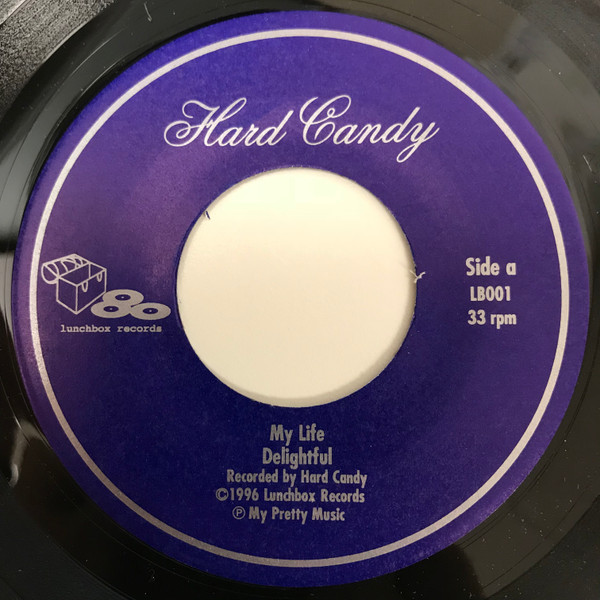 Hard Candy
Side a
LB001
33 rpm
lunchbox records
My Life
Delightful
Recorded by Hard Candy
©1996 Lunchbox Records
℗ My Pretty Music